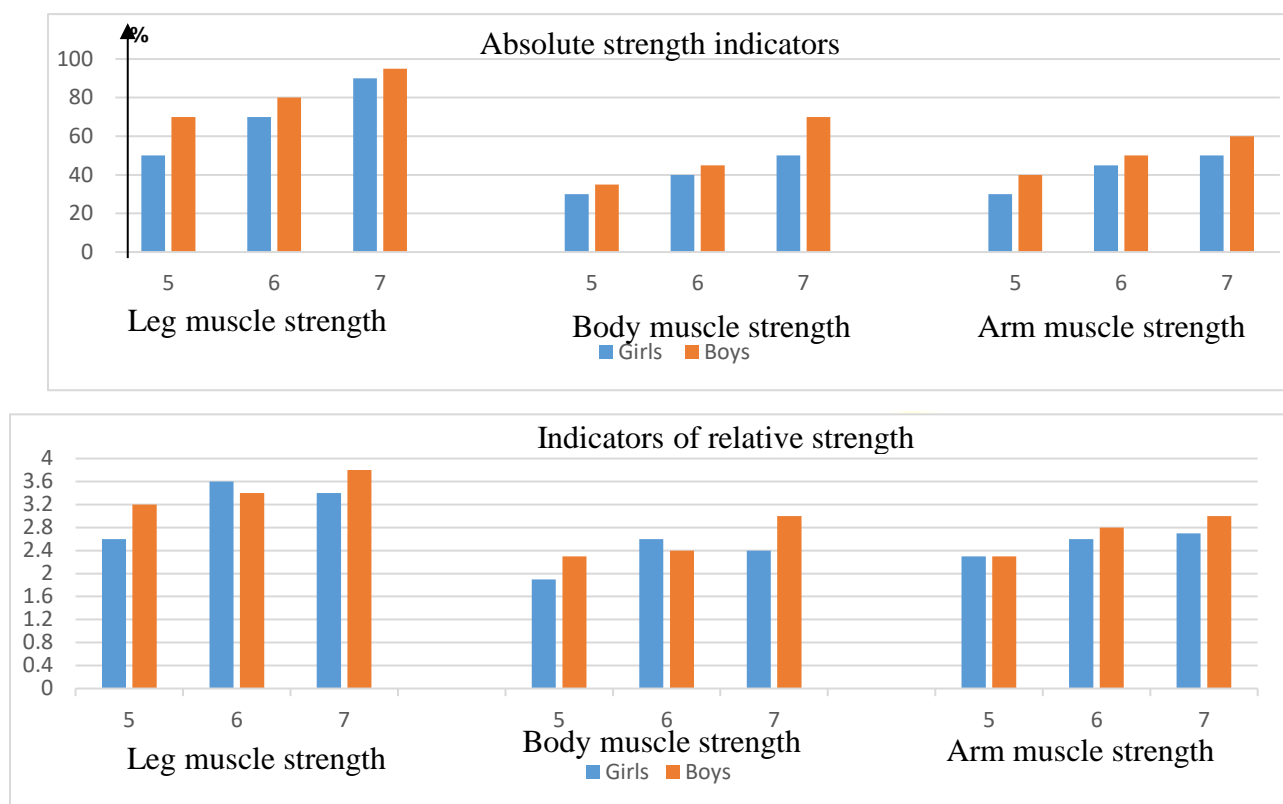 %
Absolute strength indicators
100
80
60
40
20
0
5 6 7 5 6 7 5 6 7
Leg muscle strength Body muscle strength Arm muscle strength
Girls Boys
Indicators of relative strength
4
3.6
3.2
2.8
2.4
2
1.6
1.2
0.8
0.4
0
5 6 7 5 6 7 5 6 7
Leg muscle strength Body muscle strength Arm muscle strength
Girls Boys